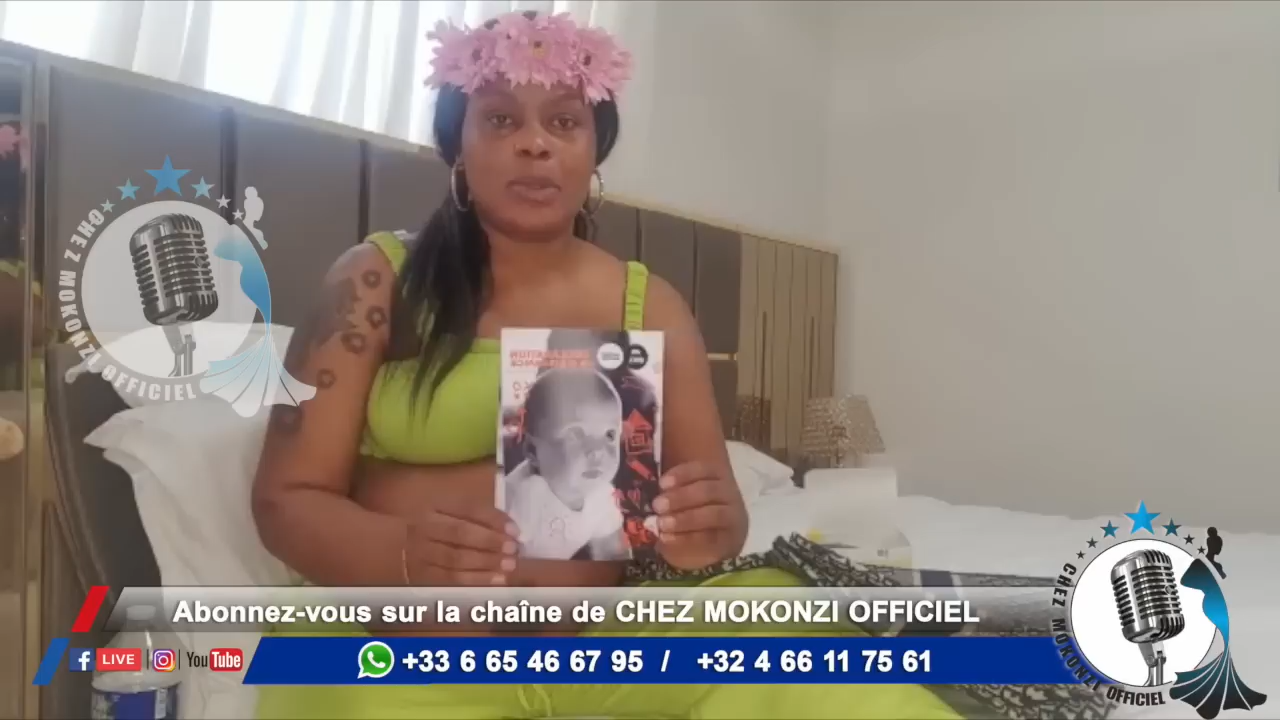 CHEZ MOKONZI OFFICIEL
Abonnez-vous sur la chaîne de CHEZ MOKONZI OFFICIEL
f LIVE YouTube
+33 6 65 46 67 95 / +32 4 66 11 75 61
CHEZ MOKONZI OFFICIEL